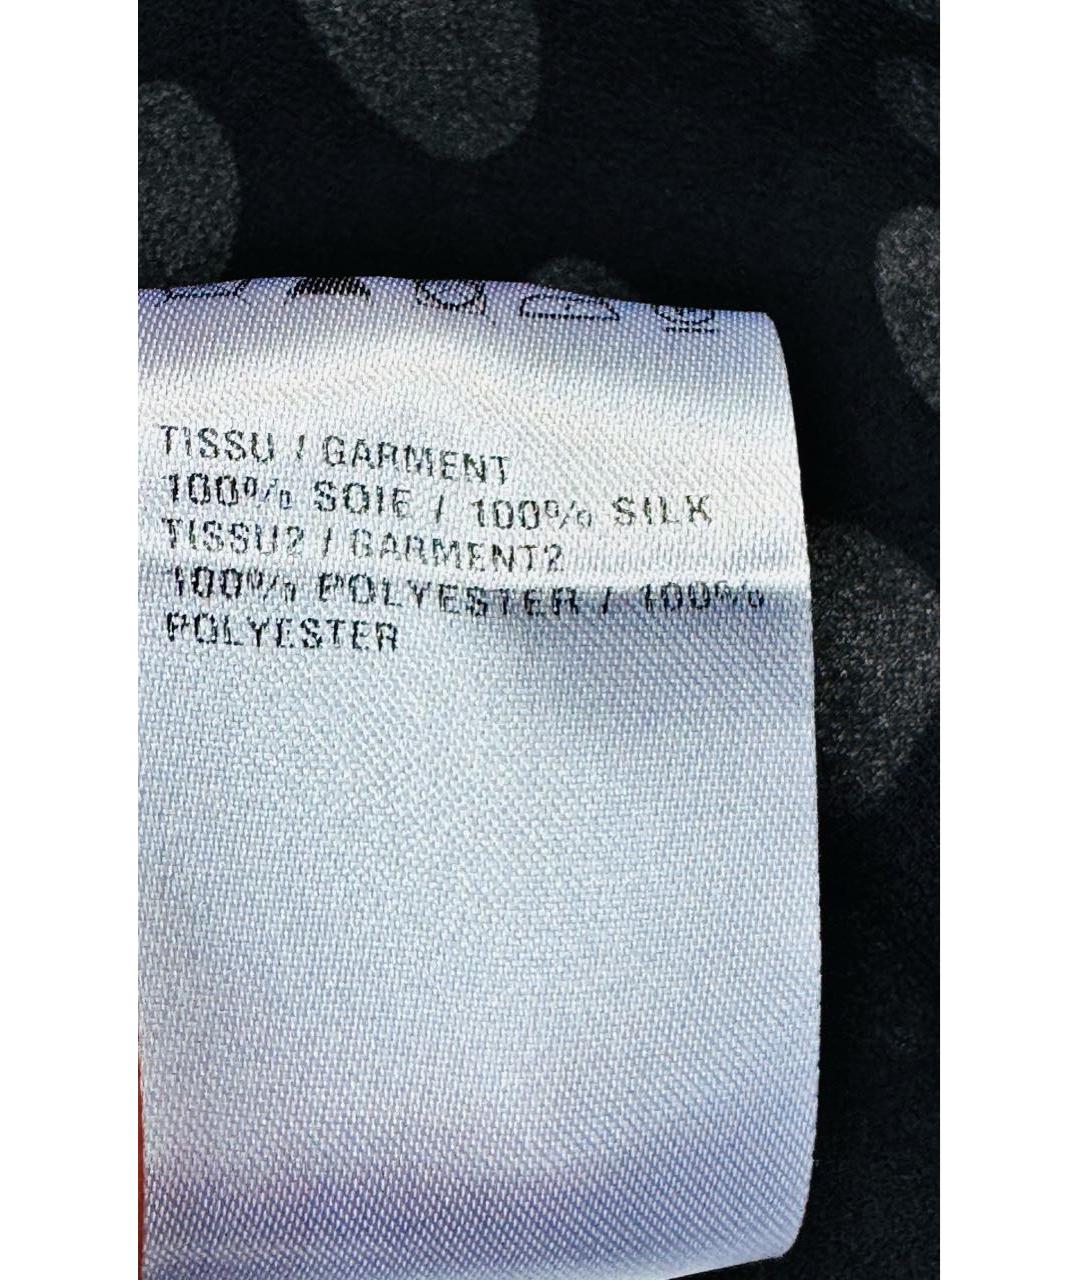 TISSU / GARMENT
100% SOIE / 100% SILK
TISSU2 / GARMENT2
100% POLYESTER / 100%
POLYESTER